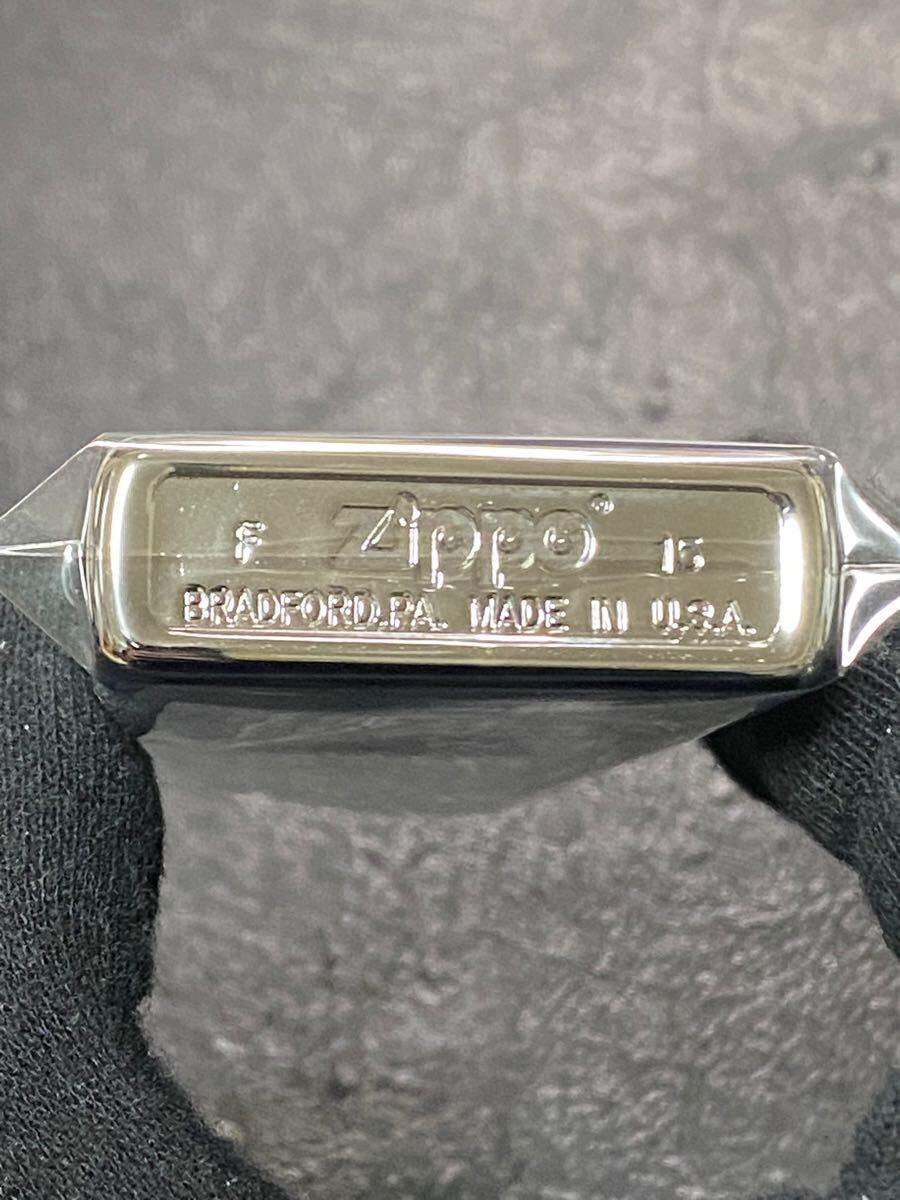 F Zippo® 15
BRADFORD,PA. MADE IN U.S.A.